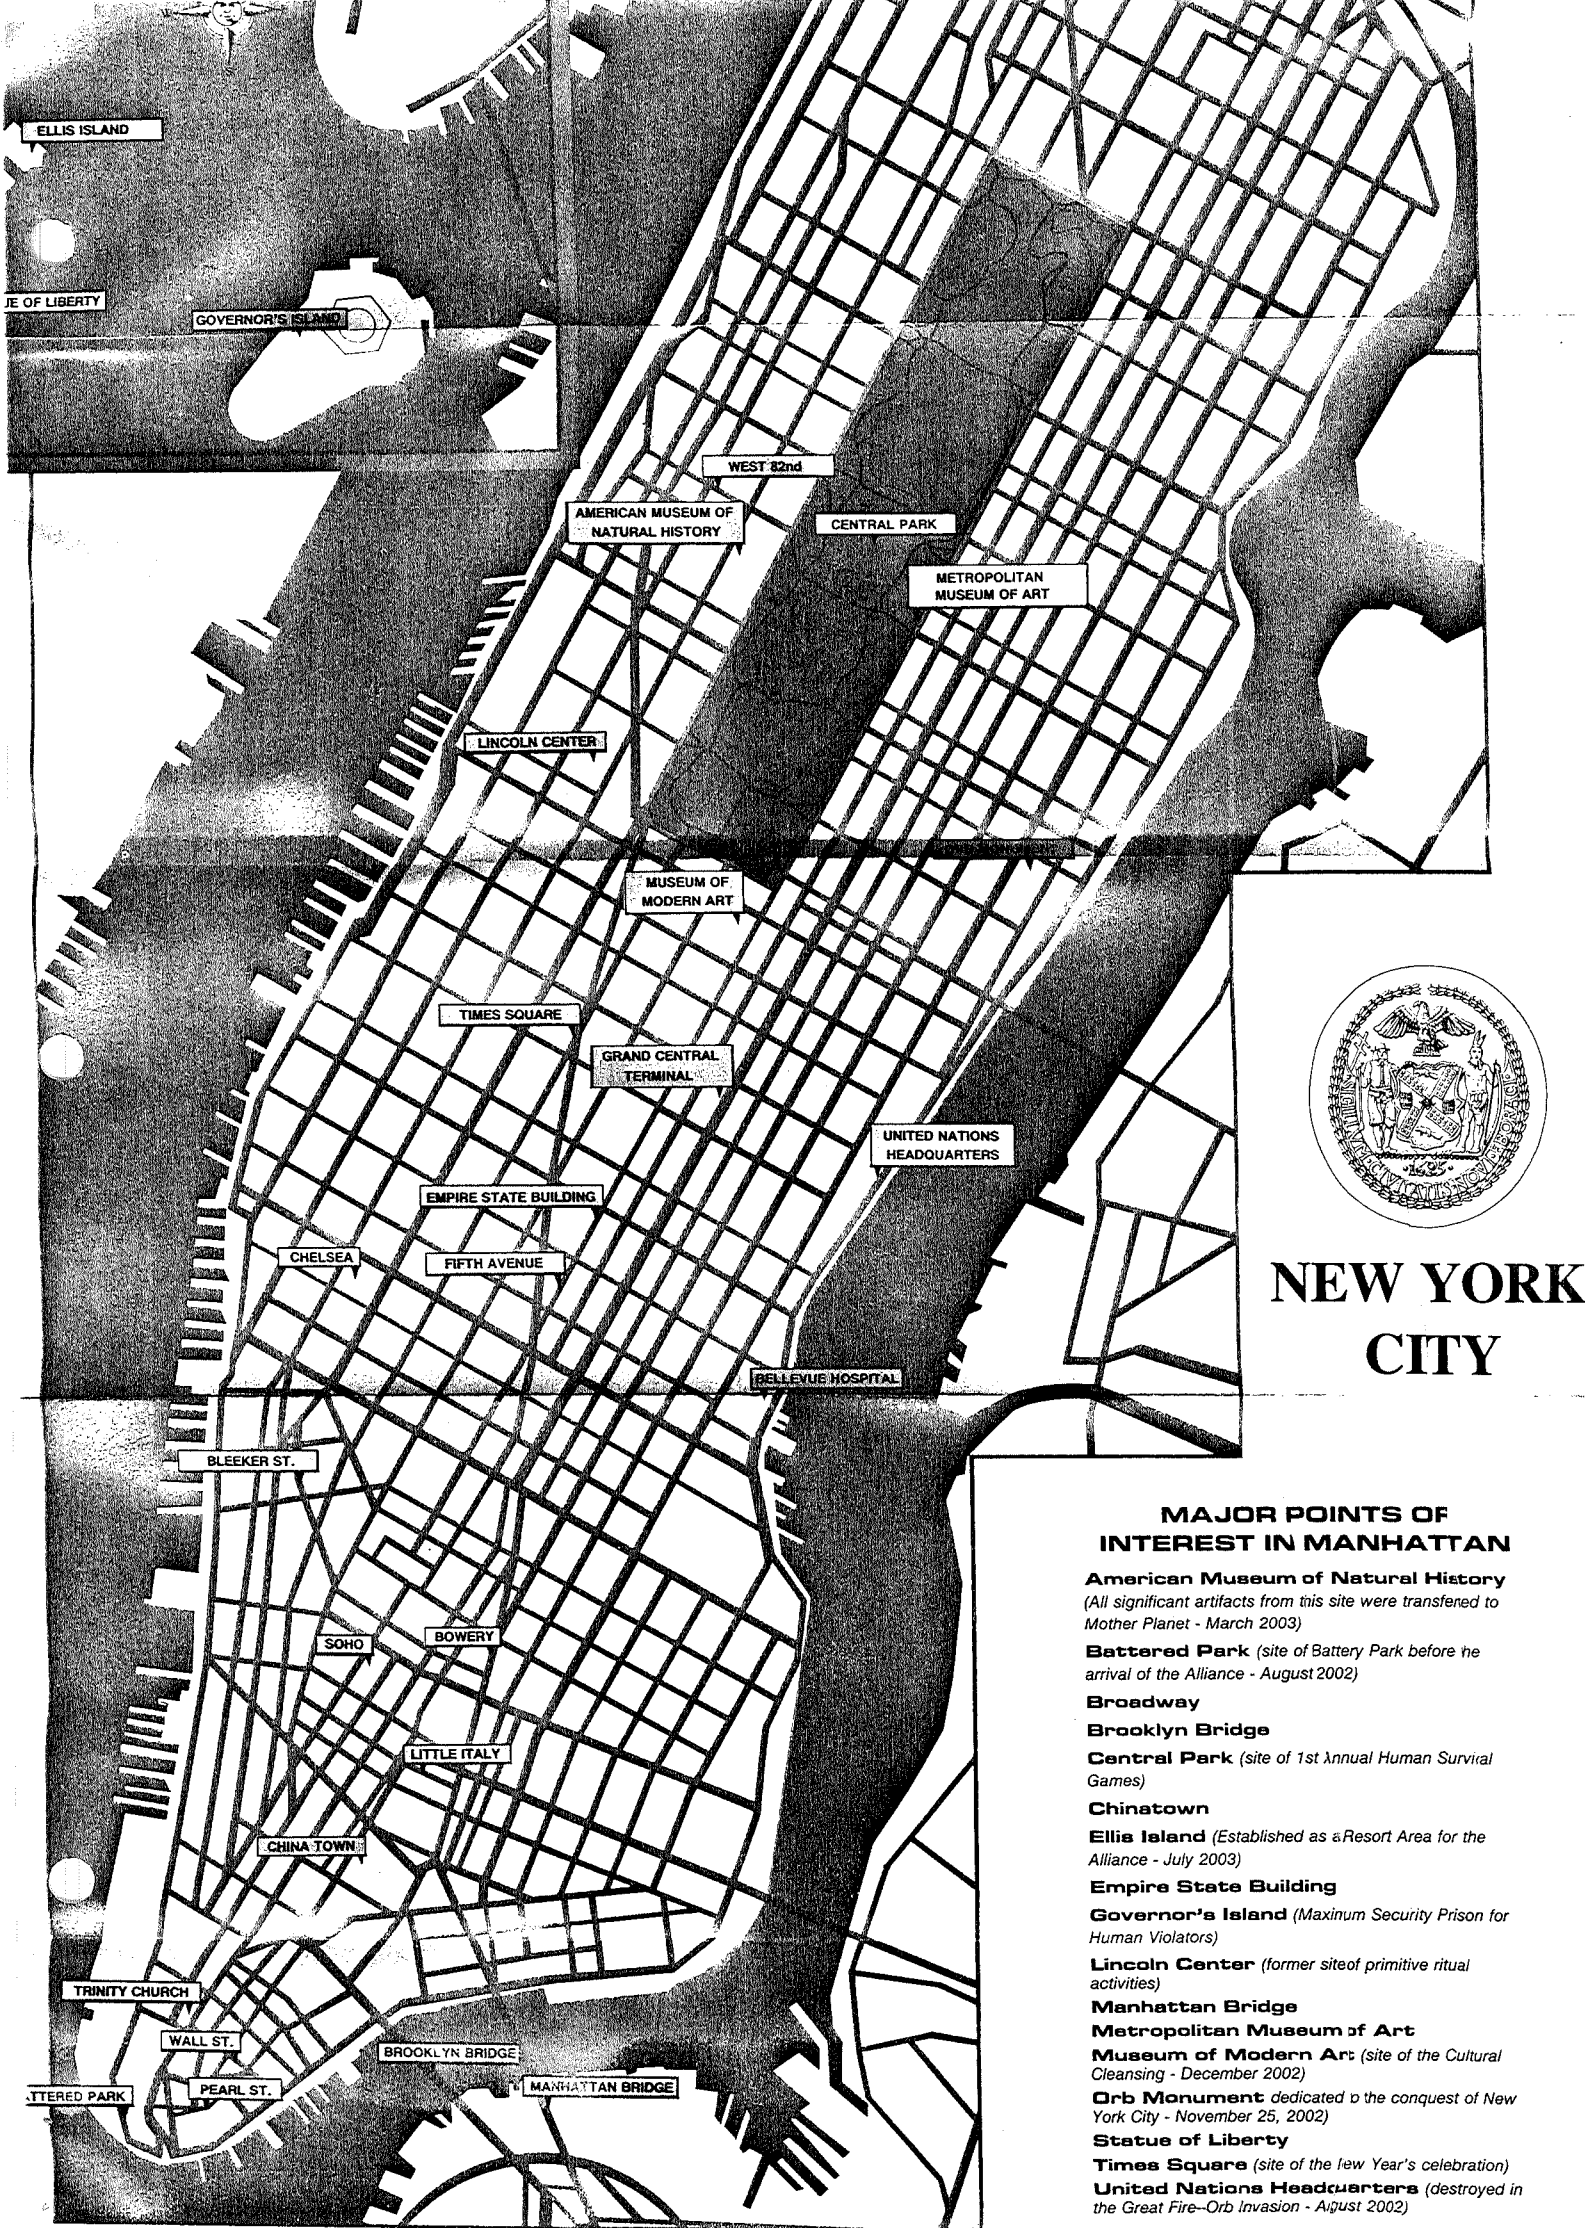 ELLIS ISLAND
UE OF LIBERTY
GOVERNOR'S ISLAND
WEST 82nd
AMERICAN MUSEUM OF
NATURAL HISTORY
CENTRAL PARK
METROPOLITAN
MUSEUM OF ART
LINCOLN CENTER
MUSEUM OF
MODERN ART
TIMES SQUARE
GRAND CENTRAL
TERMINAL
UNITED NATIONS
HEADQUARTERS
EMPIRE STATE BUILDING
CHELSEA
FIFTH AVENUE
BELLEVUE HOSPITAL
BLEEKER ST.
SOHO
BOWERY
LITTLE ITALY
CHINA TOWN
TRINITY CHURCH
WALL ST.
BROOKLYN BRIDGE
PEARL ST.
MANHATTAN BRIDGE
TTERED PARK
1625
NEW YORK
CITY
MAJOR POINTS OF
INTEREST IN MANHATTAN
American Museum of Natural History
(All significant artifacts from this site were transfered to
Mother Planet - March 2003)
Battered Park (site of Battery Park before he
arrival of the Alliance - August 2002)
Broadway
Brooklyn Bridge
Central Park (site of 1st Annual Human Survival
Games)
Chinatown
Ellis Island (Established as a Resort Area for the
Alliance - July 2003)
Empire State Building
Governor's Island (Maxinum Security Prison for
Human Violators)
Lincoln Center (former site of primitive ritual
activities)
Manhattan Bridge
Metropolitan Museum of Art
Museum of Modern Art (site of the Cultural
Cleansing - December 2002)
Orb Monument dedicated o the conquest of New
York City - November 25, 2002)
Statue of Liberty
Times Square (site of the lew Year's celebration)
United Nations Headquarters (destroyed in
the Great Fire--Orb Invasion - August 2002)